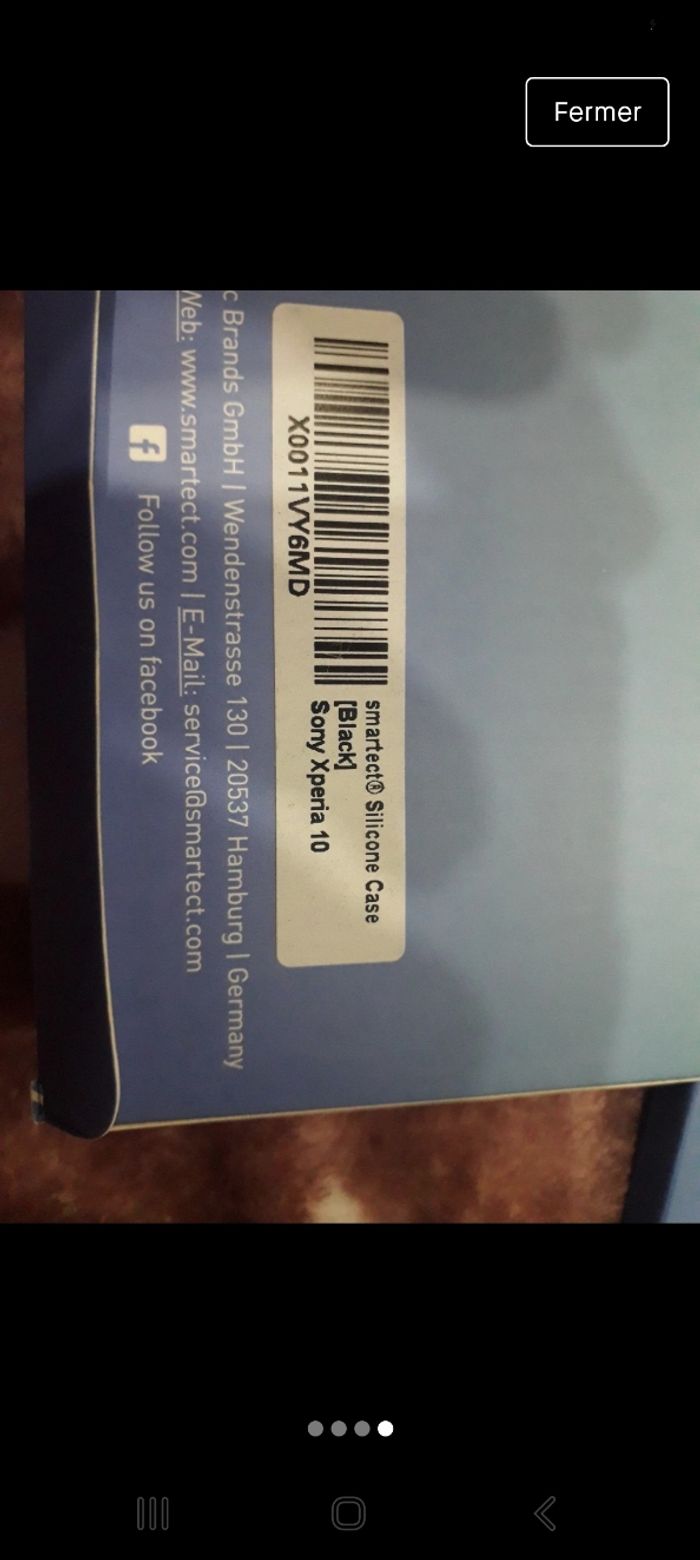 Fermer
X0011VY6MD
smartect® Silicone Case
[Black]
Sony Xperia 10
c Brands GmbH | Wendenstrasse 130 | 20537 Hamburg | Germany
Web: www.smartect.com | E-Mail: service@smartect.com
Follow us on facebook